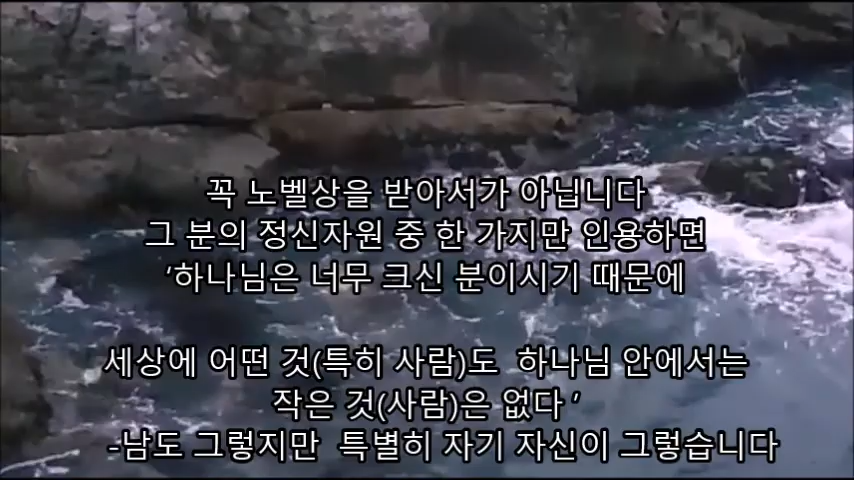 꼭 노벨상을 받아서가 아닙니다
그 분의 정신자원 중 한 가지만 인용하면
'하나님은 너무 크신 분이시기 때문에
세상에 어떤 것(특히 사람)도 하나님 안에서는
작은 것(사람)은 없다 '
-남도 그렇지만 특별히 자기 자신이 그렇습니다